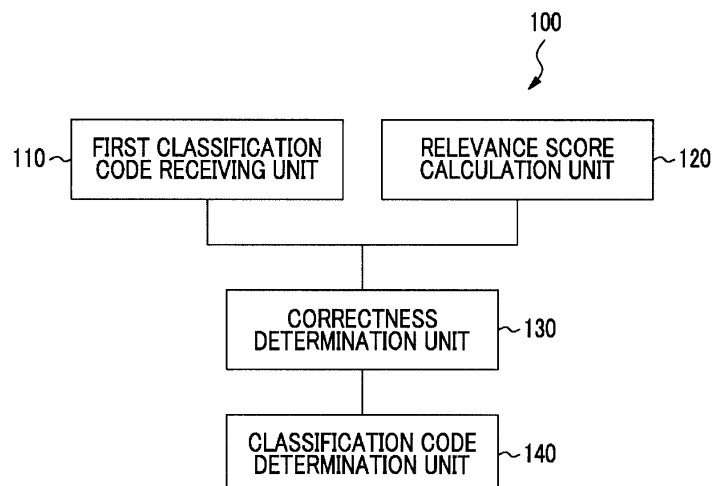 100
110
FIRST CLASSIFICATION
CODE RECEIVING UNIT
RELEVANCE SCORE
CALCULATION UNIT
120
CORRECTNESS
DETERMINATION UNIT
130
CLASSIFICATION CODE
DETERMINATION UNIT
140